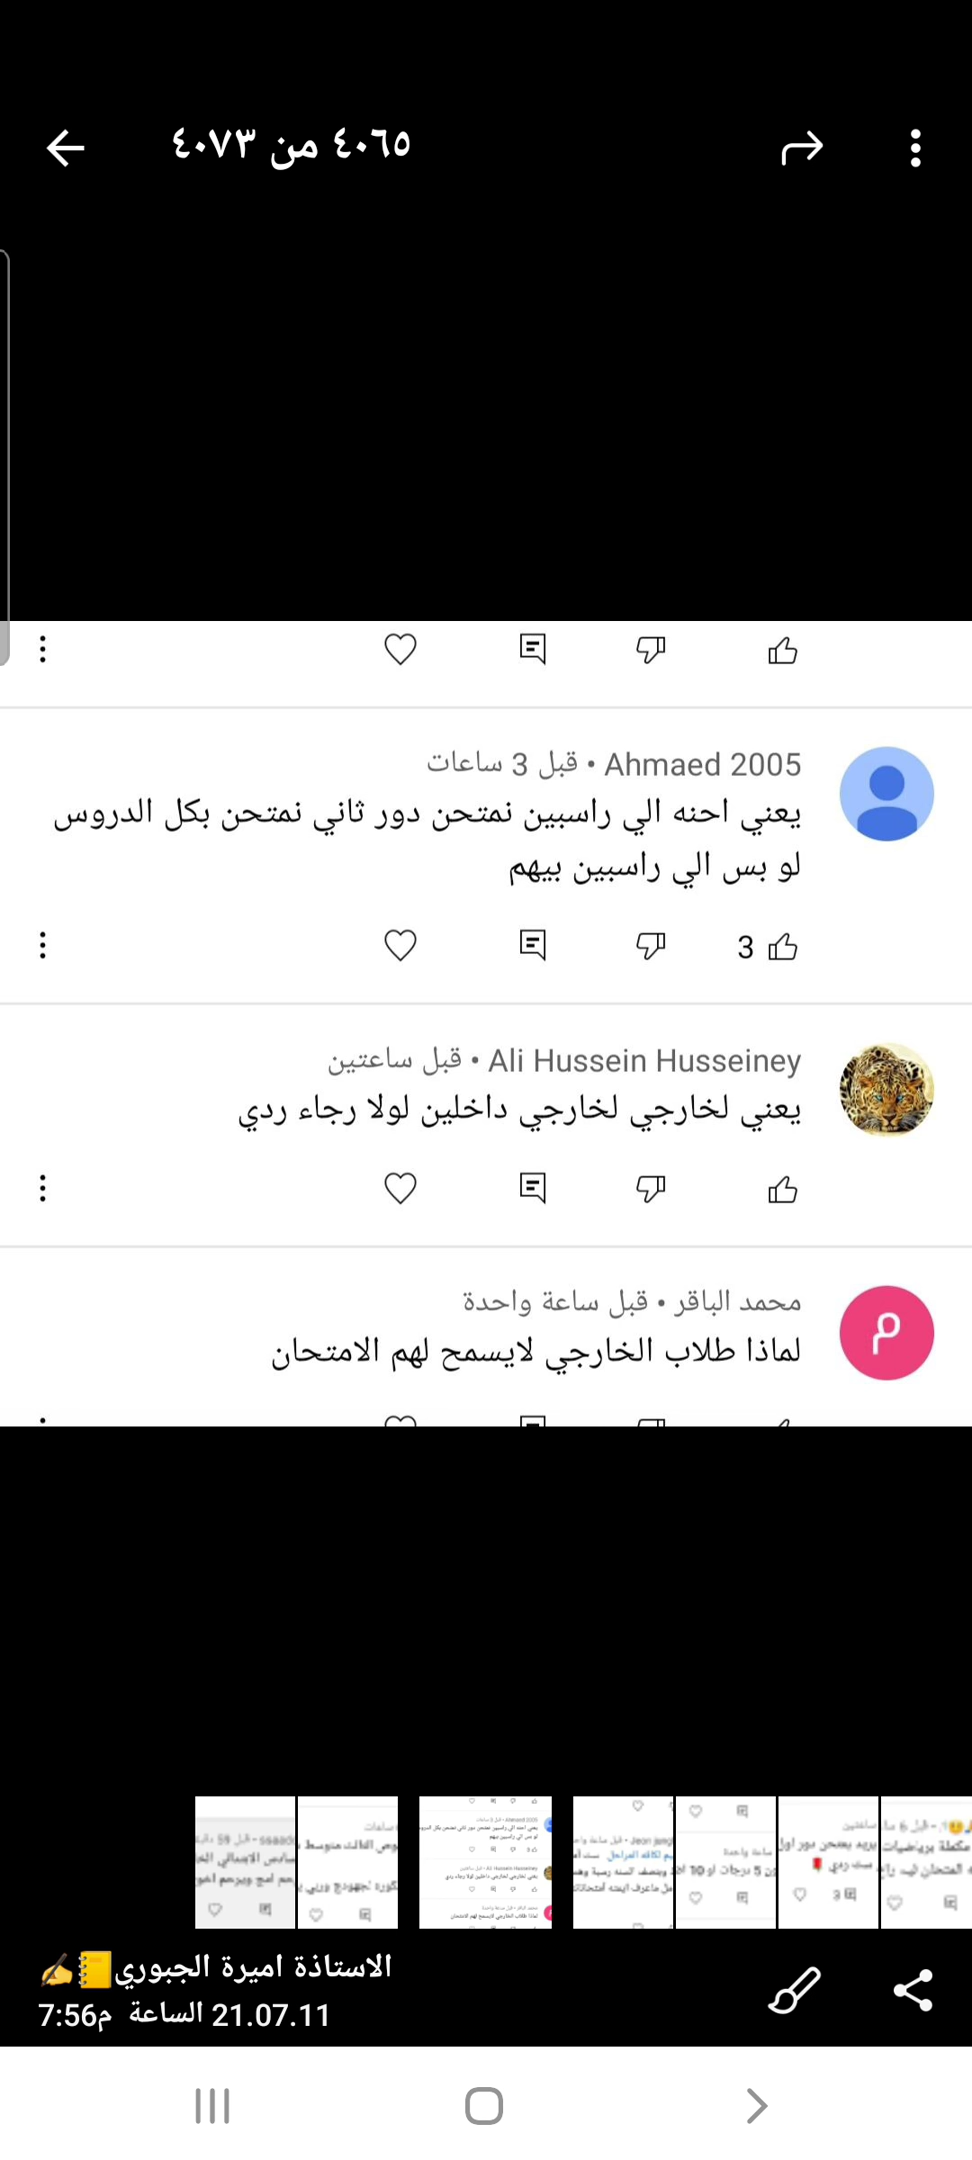 ٤٠٦٥ من ٤٠٧٣
Ahmaed 2005 • قبل 3 ساعات
يعني احنه الي راسبين نمتحن دور ثاني نمتحن بكل الدروس
لو بس الي راسبين بيهم
3
Ali Hussein Husseiney • قبل ساعتين
يعني لخارجي لخارجي داخلين لولا رجاء ردي
محمد الباقر • قبل ساعة واحدة
م
لماذا طلاب الخارجي لايسمح لهم الامتحان
الاستاذة اميرة الجبوري📒✍
21.07.11 الساعة 7:56م